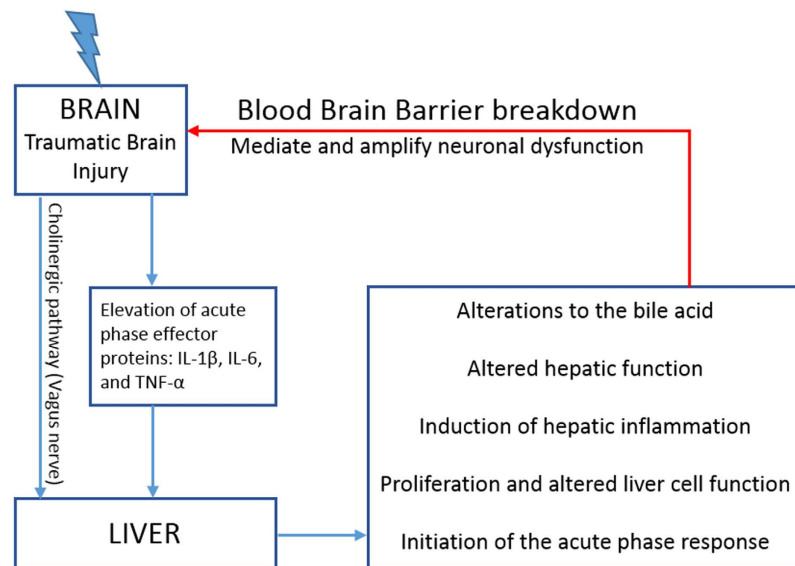 BRAIN
Traumatic Brain
Injury
Blood Brain Barrier breakdown
Mediate and amplify neuronal dysfunction
Cholinergic pathway (Vagus nerve)
Elevation of acute
phase effector
proteins: IL-1β, IL-6,
and TNF-α
LIVER
Alterations to the bile acid
Altered hepatic function
Induction of hepatic inflammation
Proliferation and altered liver cell function
Initiation of the acute phase response